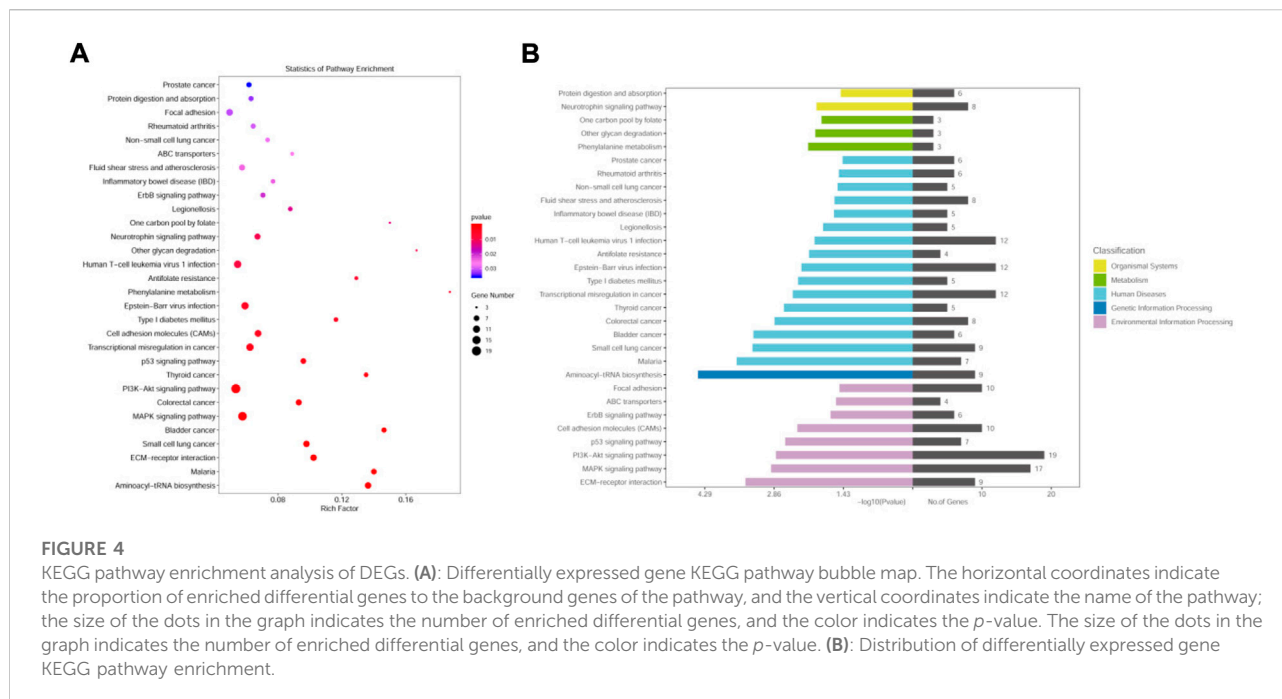 A
Statistics of Pathway Enrichment
Prostate cancer
Protein digestion and absorption
Focal adhesion
Rheumatoid arthritis
Non-small cell lung cancer
ABC transporters
Fluid shear stress and atherosclerosis
Inflammatory bowel disease (IBD)
ErbB signaling pathway
Legionellosis
One carbon pool by folate
Neurotrophin signaling pathway
Other glycan degradation
Human T-cell leukemia virus 1 infection
Antifolate resistance
Phenylalanine metabolism
Epstein-Barr virus infection
Type I diabetes mellitus
Cell adhesion molecules (CAMs)
Transcriptional misregulation in cancer
p53 signaling pathway
Thyroid cancer
PI3K-Akt signaling pathway
Colorectal cancer
MAPK signaling pathway
Bladder cancer
Small cell lung cancer
ECM-receptor interaction
Malaria
Aminoacyl-tRNA biosynthesis
0.08 0.12 0.16
Rich Factor
pvalue
0.01
0.02
0.03
Gene Number
3
7
11
15
19
B
Protein digestion and absorption 6
Neurotrophin signaling pathway 8
One carbon pool by folate 3
Other glycan degradation 3
Phenylalanine metabolism 3
Prostate cancer 6
Rheumatoid arthritis 6
Non-small cell lung cancer 5
Fluid shear stress and atherosclerosis 8
Inflammatory bowel disease (IBD) 5
Legionellosis 5
Human T-cell leukemia virus 1 infection 12
Antifolate resistance 4
Epstein-Barr virus infection 12
Type I diabetes mellitus 5
Transcriptional misregulation in cancer 12
Thyroid cancer 5
Colorectal cancer 8
Bladder cancer 6
Small cell lung cancer 9
Malaria 7
Aminoacyl-tRNA biosynthesis 9
Focal adhesion 10
ABC transporters 4
ErbB signaling pathway 6
Cell adhesion molecules (CAMs) 10
p53 signaling pathway 7
PI3K-Akt signaling pathway 19
MAPK signaling pathway 17
ECM-receptor interaction 9
4.29 2.86 1.43 -log10(Pvalue) No.of Genes 10 20
Classification
Organismal Systems
Metabolism
Human Diseases
Genetic Information Processing
Environmental Information Processing
FIGURE 4
KEGG pathway enrichment analysis of DEGs. (A): Differentially expressed gene KEGG pathway bubble map. The horizontal coordinates indicate
the proportion of enriched differential genes to the background genes of the pathway, and the vertical coordinates indicate the name of the pathway;
the size of the dots in the graph indicates the number of enriched differential genes, and the color indicates the p-value. The size of the dots in the
graph indicates the number of enriched differential genes, and the color indicates the p-value. (B): Distribution of differentially expressed gene
KEGG pathway enrichment.